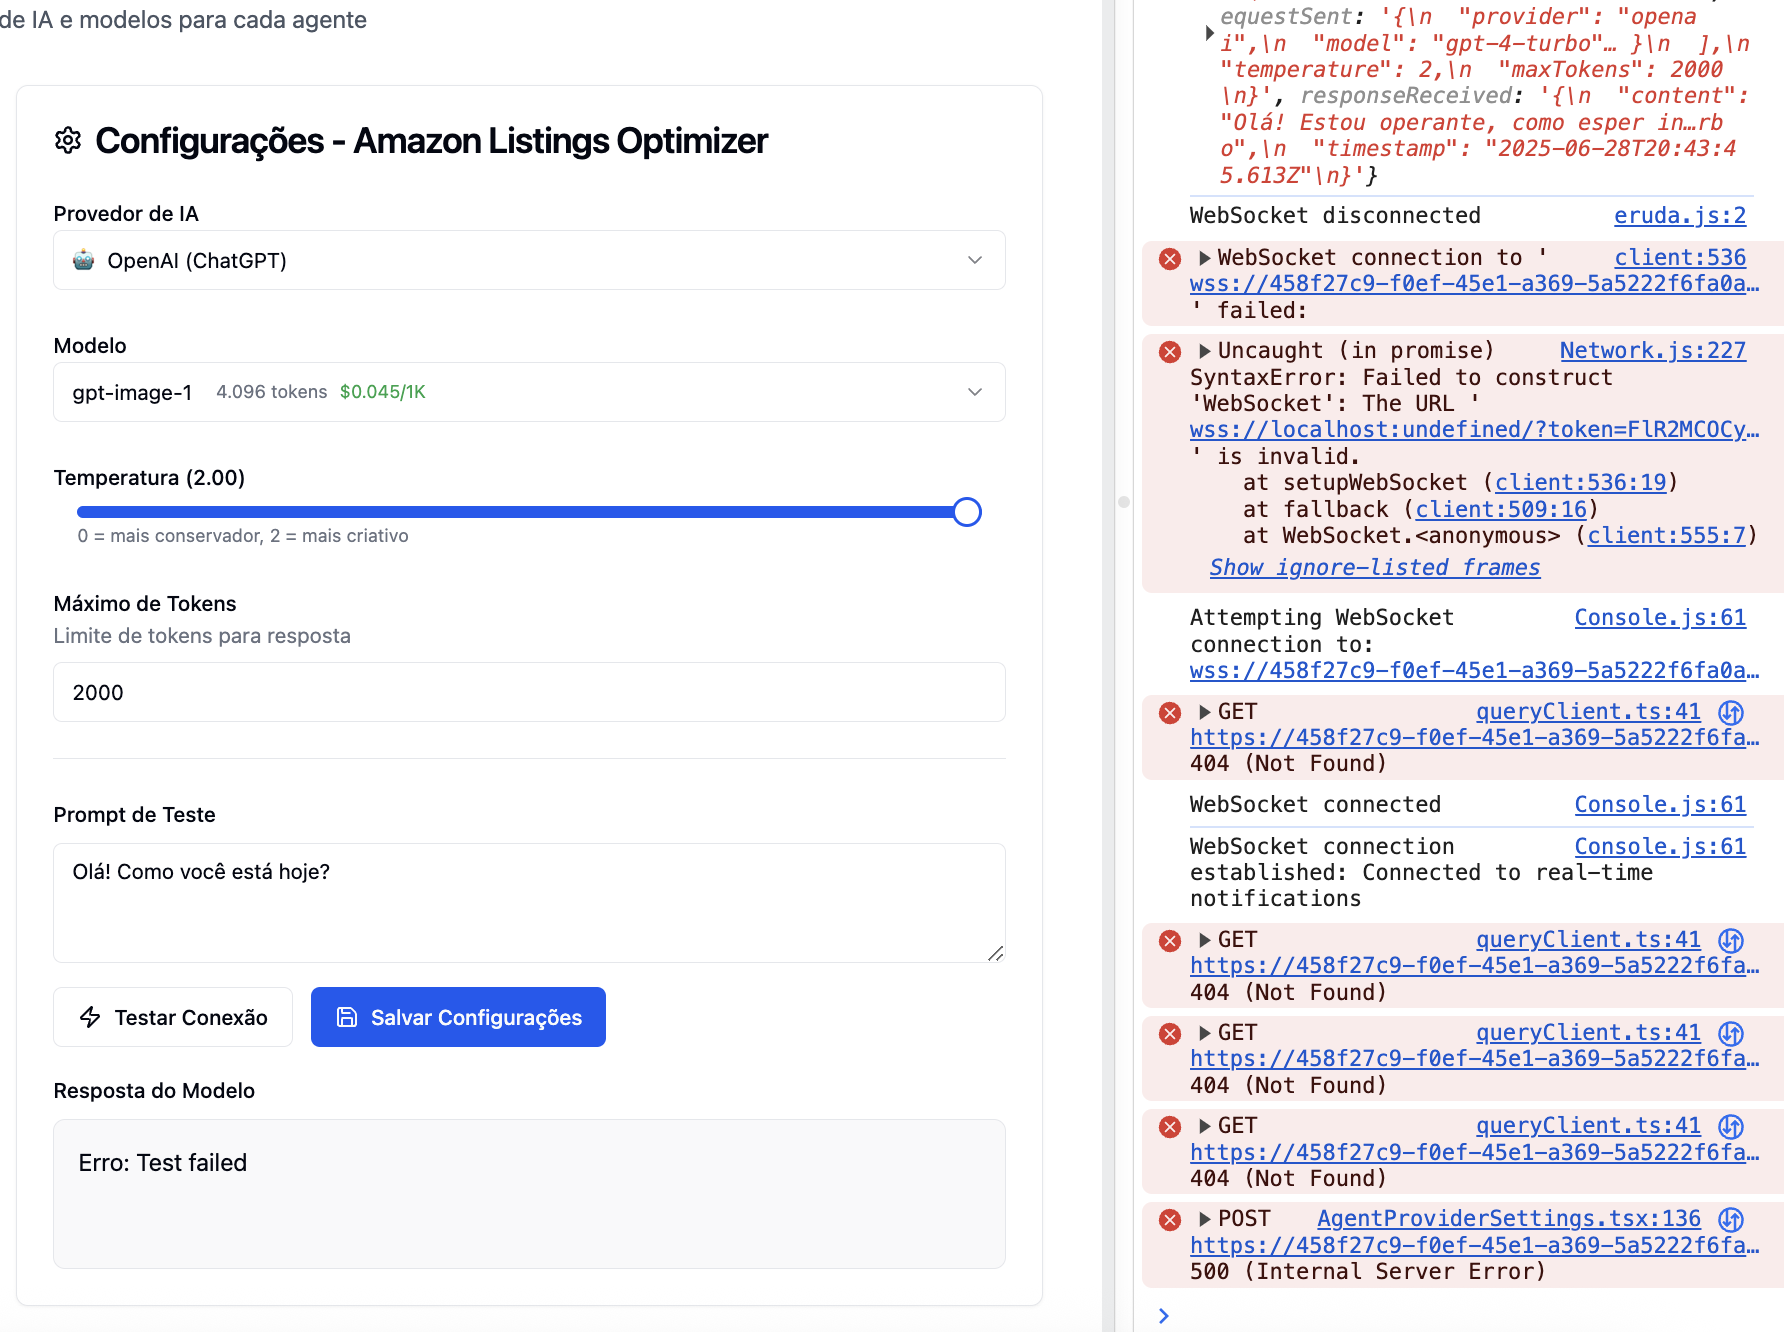 de IA e modelos para cada agente
Configurações - Amazon Listings Optimizer
Provedor de IA
OpenAI (ChatGPT)
Modelo
gpt-image-1 4.096 tokens $0.045/1K
Temperatura (2.00)
0 = mais conservador, 2 = mais criativo
Máximo de Tokens
Limite de tokens para resposta
2000
Prompt de Teste
Olá! Como você está hoje?
Testar Conexão Salvar Configurações
Resposta do Modelo
Erro: Test failed
equestSent: '{\n "provider": "opena
i",\n "model": "gpt-4-turbo"… }\n ],\n
"temperature": 2,\n "maxTokens": 2000
\n}', responseReceived: '{\n "content":
"Olá! Estou operante, como esper in…rb
o",\n "timestamp": "2025-06-28T20:43:4
5.613Z"\n}'}
WebSocket disconnected eruda.js:2
WebSocket connection to ' client:536
wss://458f27c9-f0ef-45e1-a369-5a5222f6fa0a…
' failed:
Uncaught (in promise) Network.js:227
SyntaxError: Failed to construct
'WebSocket': The URL '
wss://localhost:undefined/?token=FlR2MCOCy…
' is invalid.
at setupWebSocket (client:536:19)
at fallback (client:509:16)
at WebSocket.<anonymous> (client:555:7)
Show ignore-listed frames
Attempting WebSocket Console.js:61
connection to:
wss://458f27c9-f0ef-45e1-a369-5a5222f6fa0a…
GET queryClient.ts:41
https://458f27c9-f0ef-45e1-a369-5a5222f6fa…
404 (Not Found)
WebSocket connected Console.js:61
WebSocket connection Console.js:61
established: Connected to real-time
notifications
GET queryClient.ts:41
https://458f27c9-f0ef-45e1-a369-5a5222f6fa…
404 (Not Found)
GET queryClient.ts:41
https://458f27c9-f0ef-45e1-a369-5a5222f6fa…
404 (Not Found)
GET queryClient.ts:41
https://458f27c9-f0ef-45e1-a369-5a5222f6fa…
404 (Not Found)
POST AgentProviderSettings.tsx:136
https://458f27c9-f0ef-45e1-a369-5a5222f6fa…
500 (Internal Server Error)